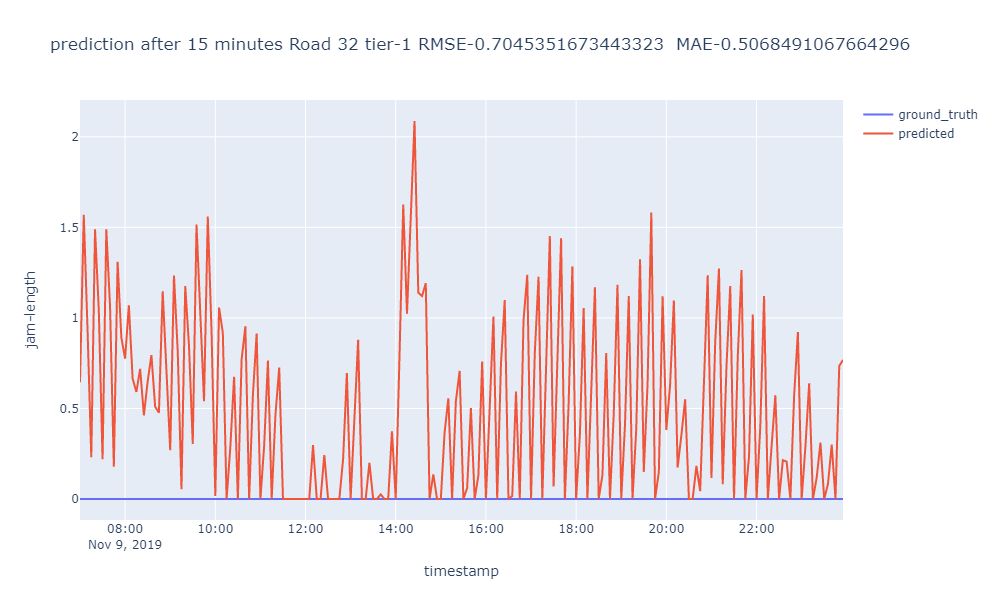 prediction after 15 minutes Road 32 tier-1 RMSE-0.7045351673443323  MAE-0.5068491067664296
ground_truth
predicted
2
1.5
1
0.5
0
jam-length
08:00 10:00 12:00 14:00 16:00 18:00 20:00 22:00
Nov 9, 2019
timestamp